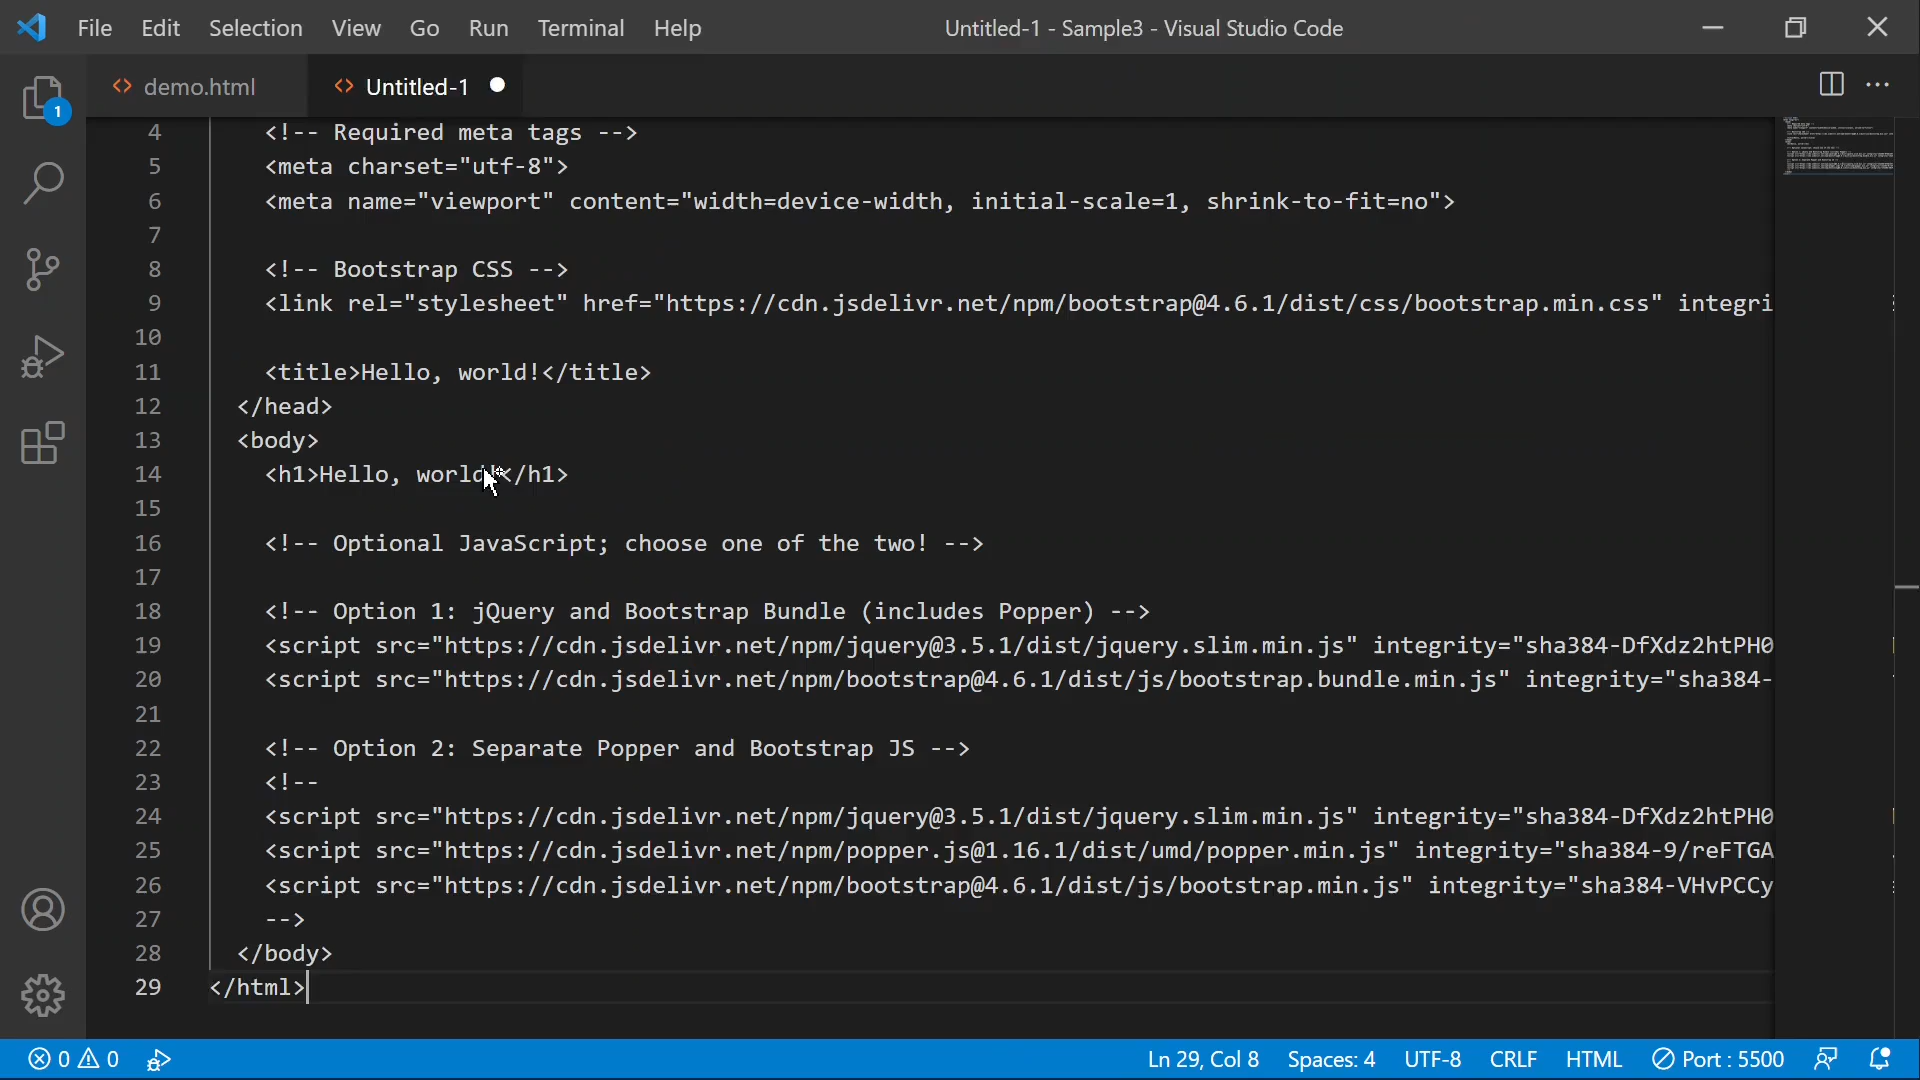 File Edit Selection View Go Run Terminal Help Untitled-1 - Sample3 - Visual Studio Code
1
demo.html Untitled-1
4 <!-- Required meta tags -->
5 <meta charset="utf-8">
6 <meta name="viewport" content="width=device-width, initial-scale=1, shrink-to-fit=no">
7
8 <!-- Bootstrap CSS -->
9 <link rel="stylesheet" href="https://cdn.jsdelivr.net/npm/bootstrap@4.6.1/dist/css/bootstrap.min.css" integri
10
11 <title>Hello, world!</title>
12 </head>
13 <body>
14 <h1>Hello, world!</h1>
15
16 <!-- Optional JavaScript; choose one of the two! -->
17
18 <!-- Option 1: jQuery and Bootstrap Bundle (includes Popper) -->
19 <script src="https://cdn.jsdelivr.net/npm/jquery@3.5.1/dist/jquery.slim.min.js" integrity="sha384-DfXdz2htPH0
20 <script src="https://cdn.jsdelivr.net/npm/bootstrap@4.6.1/dist/js/bootstrap.bundle.min.js" integrity="sha384-
21
22 <!-- Option 2: Separate Popper and Bootstrap JS -->
23 <!--
24 <script src="https://cdn.jsdelivr.net/npm/jquery@3.5.1/dist/jquery.slim.min.js" integrity="sha384-DfXdz2htPH0
25 <script src="https://cdn.jsdelivr.net/npm/popper.js@1.16.1/dist/umd/popper.min.js" integrity="sha384-9/reFTGA
26 <script src="https://cdn.jsdelivr.net/npm/bootstrap@4.6.1/dist/js/bootstrap.min.js" integrity="sha384-VHvPCCy
27 -->
28 </body>
29 </html>
0 0 Ln 29, Col 8 Spaces: 4 UTF-8 CRLF HTML Port : 5500